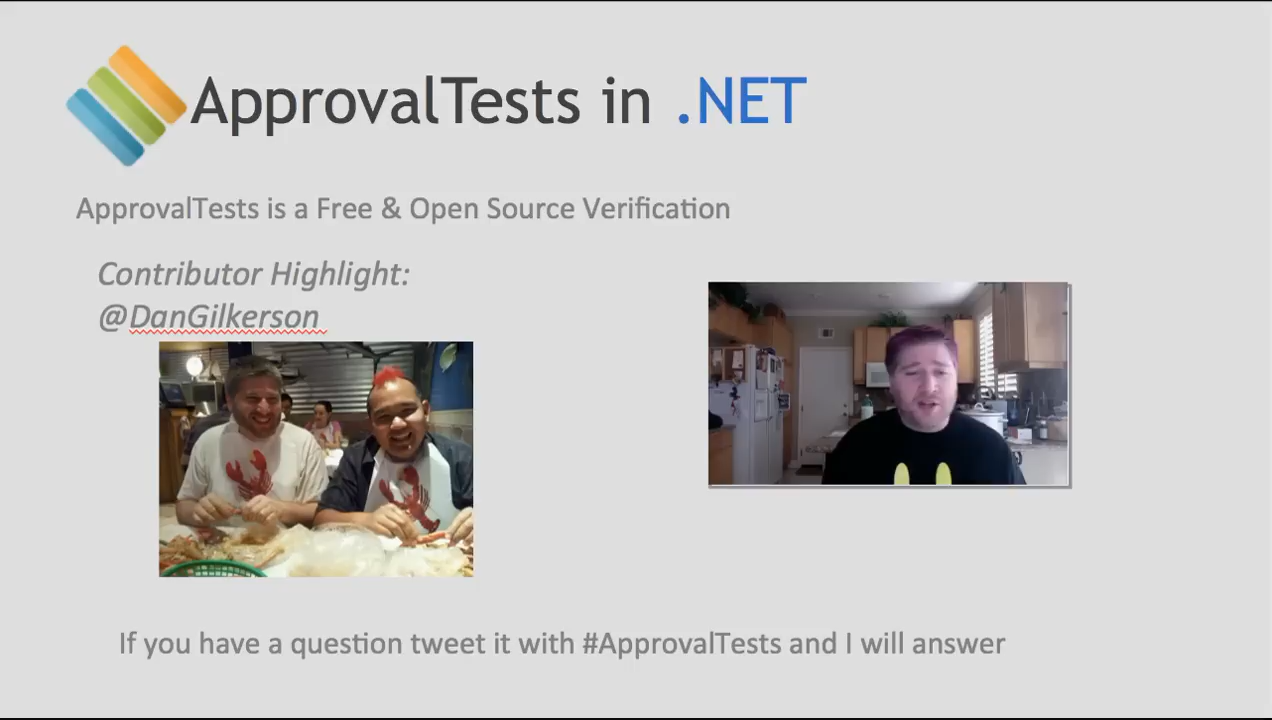 ApprovalTests in .NET
ApprovalTests is a Free & Open Source Verification
Contributor Highlight:
@DanGilkerson
If you have a question tweet it with #ApprovalTests and I will answer